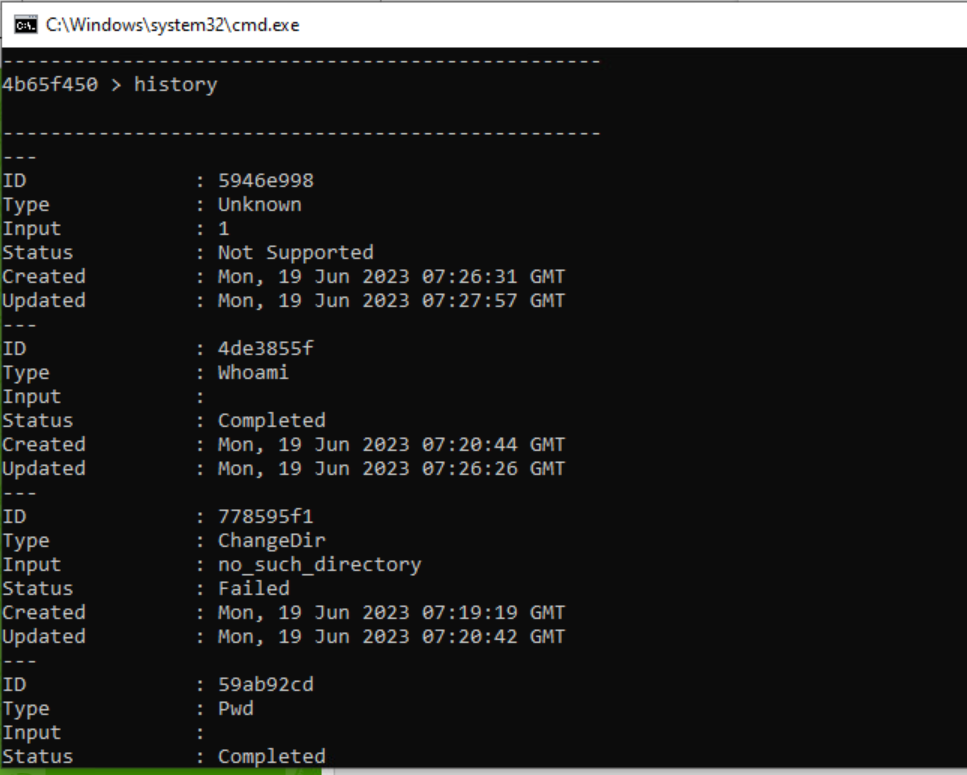 C:\Windows\system32\cmd.exe
--------------------------------------------------
4b65f450 > history
--------------------------------------------------
---
ID : 5946e998
Type : Unknown
Input : 1
Status : Not Supported
Created : Mon, 19 Jun 2023 07:26:31 GMT
Updated : Mon, 19 Jun 2023 07:27:57 GMT
---
ID : 4de3855f
Type : Whoami
Input :
Status : Completed
Created : Mon, 19 Jun 2023 07:20:44 GMT
Updated : Mon, 19 Jun 2023 07:26:26 GMT
---
ID : 778595f1
Type : ChangeDir
Input : no_such_directory
Status : Failed
Created : Mon, 19 Jun 2023 07:19:19 GMT
Updated : Mon, 19 Jun 2023 07:20:42 GMT
---
ID : 59ab92cd
Type : Pwd
Input :
Status : Completed